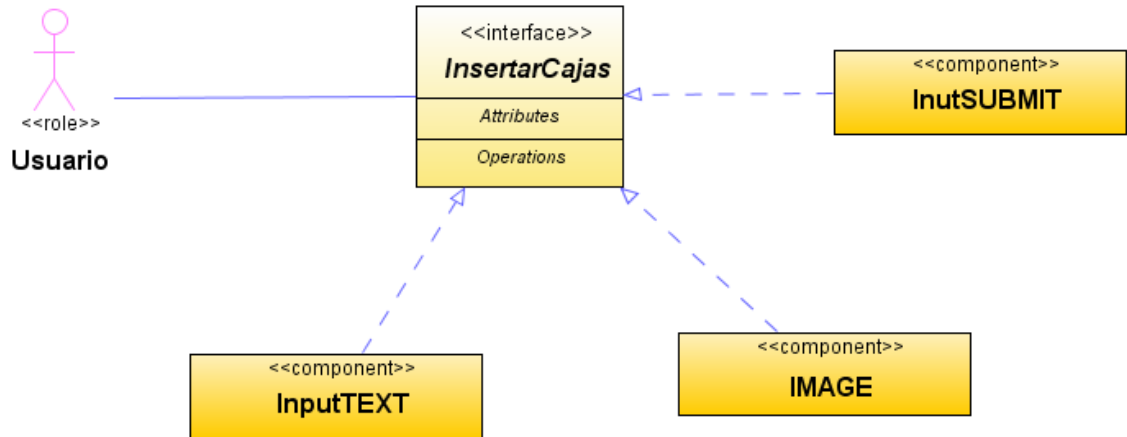 <<role>>
Usuario
<<interface>>
InsertarCajas
Attributes
Operations
<<component>>
InutSUBMIT
<<component>>
InputTEXT
<<component>>
IMAGE